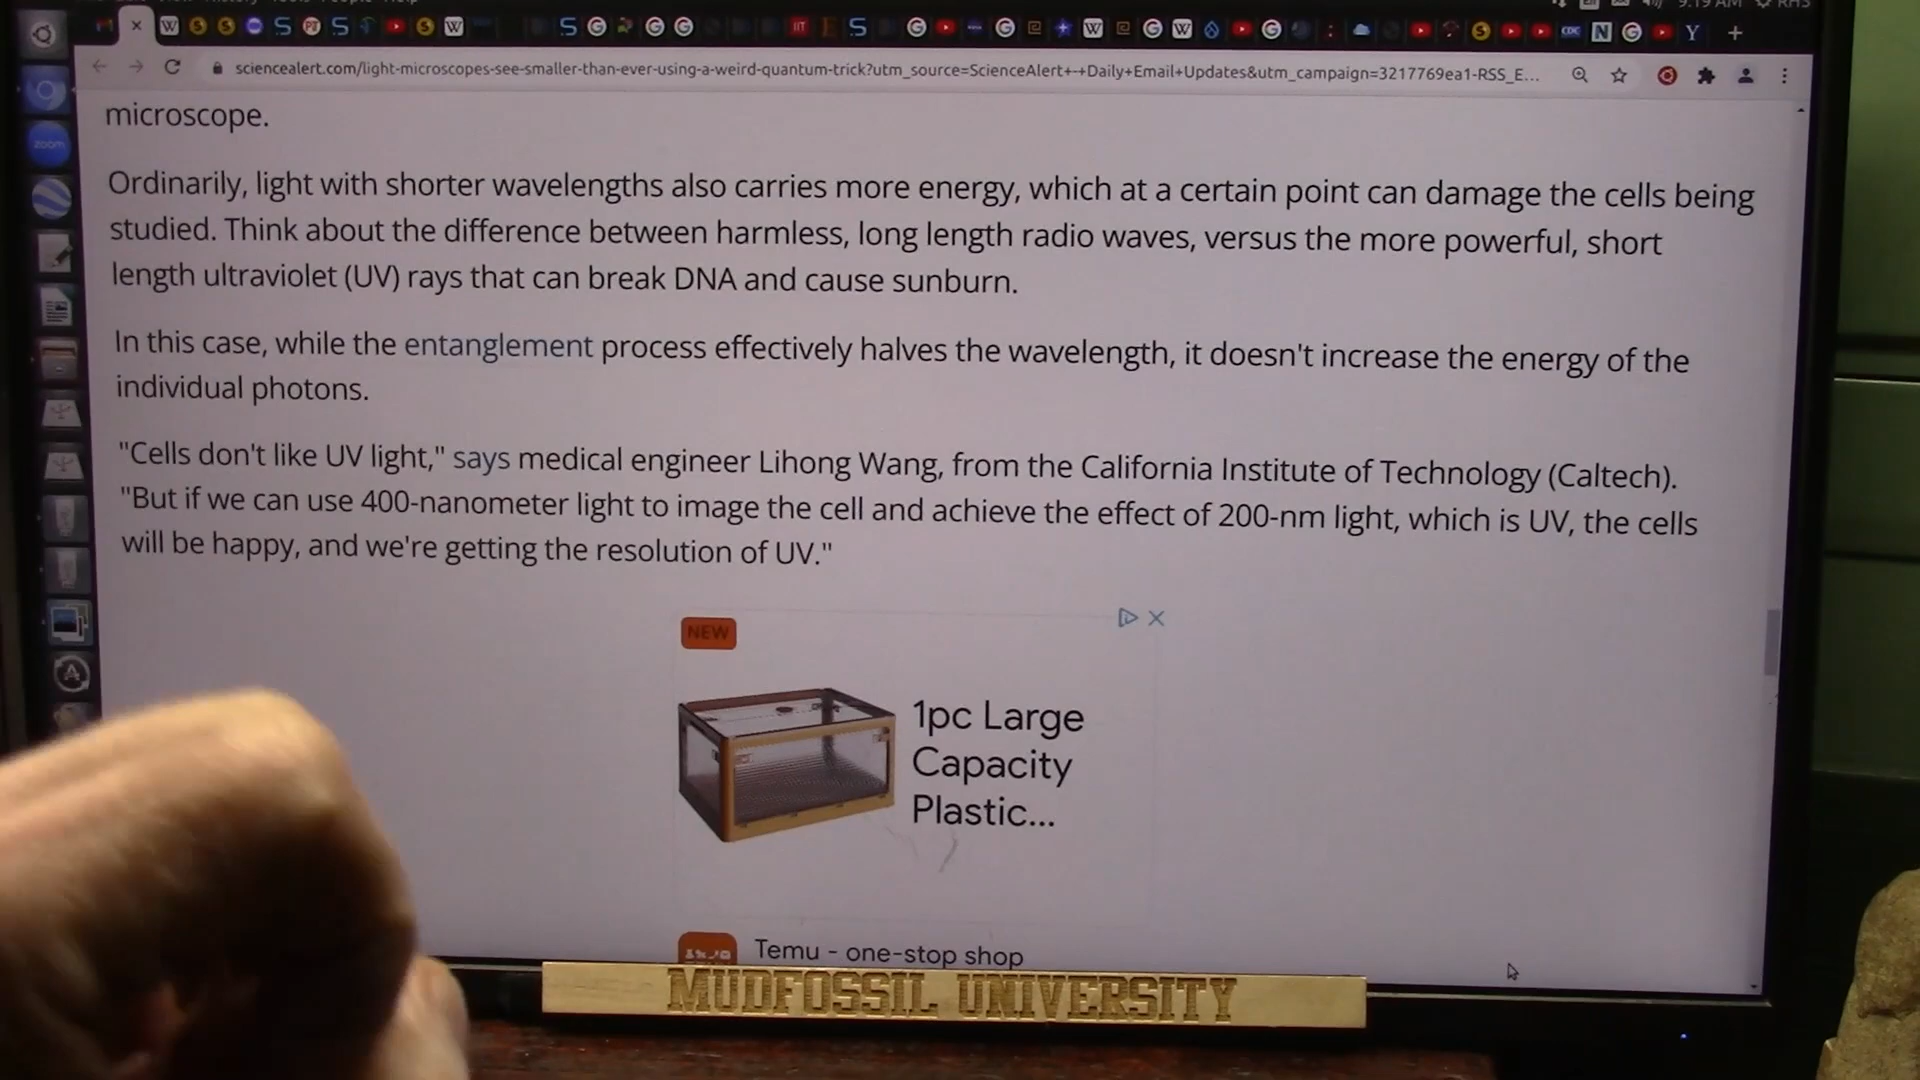 9:19 AM
RHS
sciencealert.com/light-microscopes-see-smaller-than-ever-using-a-weird-quantum-trick?utm_source=ScienceAlert+-+Daily+Email+Updates&utm_campaign=3217769ea1-RSS_E...
zoom
microscope.
Ordinarily, light with shorter wavelengths also carries more energy, which at a certain point can damage the cells being
studied. Think about the difference between harmless, long length radio waves, versus the more powerful, short
length ultraviolet (UV) rays that can break DNA and cause sunburn.
In this case, while the entanglement process effectively halves the wavelength, it doesn't increase the energy of the
individual photons.
"Cells don't like UV light," says medical engineer Lihong Wang, from the California Institute of Technology (Caltech).
"But if we can use 400-nanometer light to image the cell and achieve the effect of 200-nm light, which is UV, the cells
will be happy, and we're getting the resolution of UV."
NEW
1pc Large
Capacity
Plastic...
Temu - one-stop shop
MUDFOSSIL UNIVERSITY